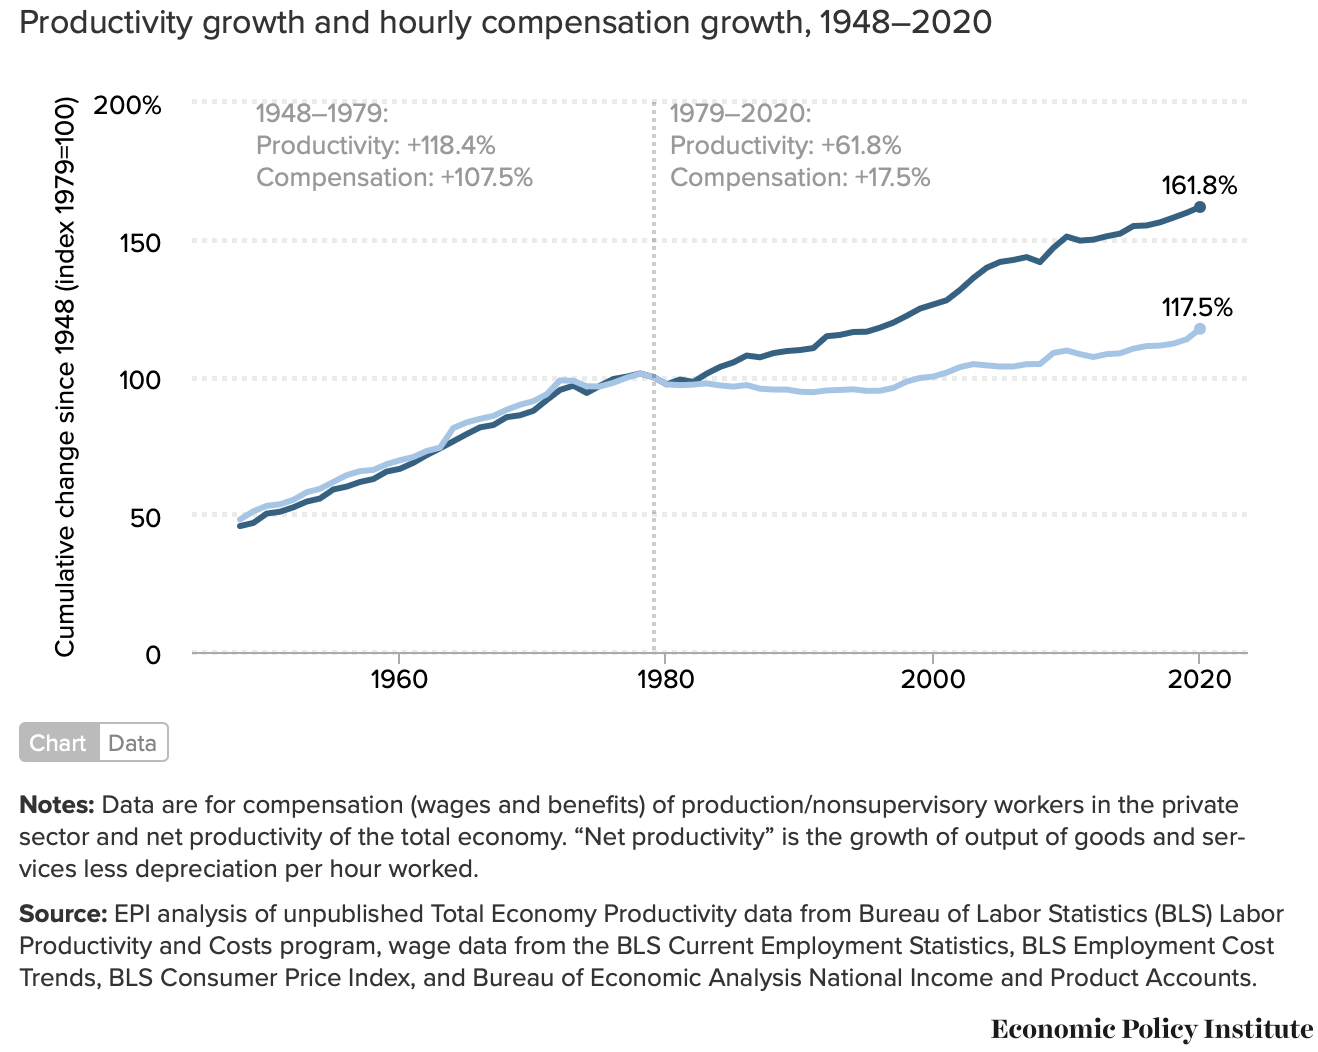 Productivity growth and hourly compensation growth, 1948–2020
Cumulative change since 1948 (index 1979=100)
200%
150
100
50
0
1948–1979:
Productivity: +118.4%
Compensation: +107.5%
1979–2020:
Productivity: +61.8%
Compensation: +17.5%
161.8%
117.5%
1960
1980
2000
2020
Chart
Data
Notes: Data are for compensation (wages and benefits) of production/nonsupervisory workers in the private
sector and net productivity of the total economy. “Net productivity” is the growth of output of goods and ser-
vices less depreciation per hour worked.
Source: EPI analysis of unpublished Total Economy Productivity data from Bureau of Labor Statistics (BLS) Labor
Productivity and Costs program, wage data from the BLS Current Employment Statistics, BLS Employment Cost
Trends, BLS Consumer Price Index, and Bureau of Economic Analysis National Income and Product Accounts.
Economic Policy Institute